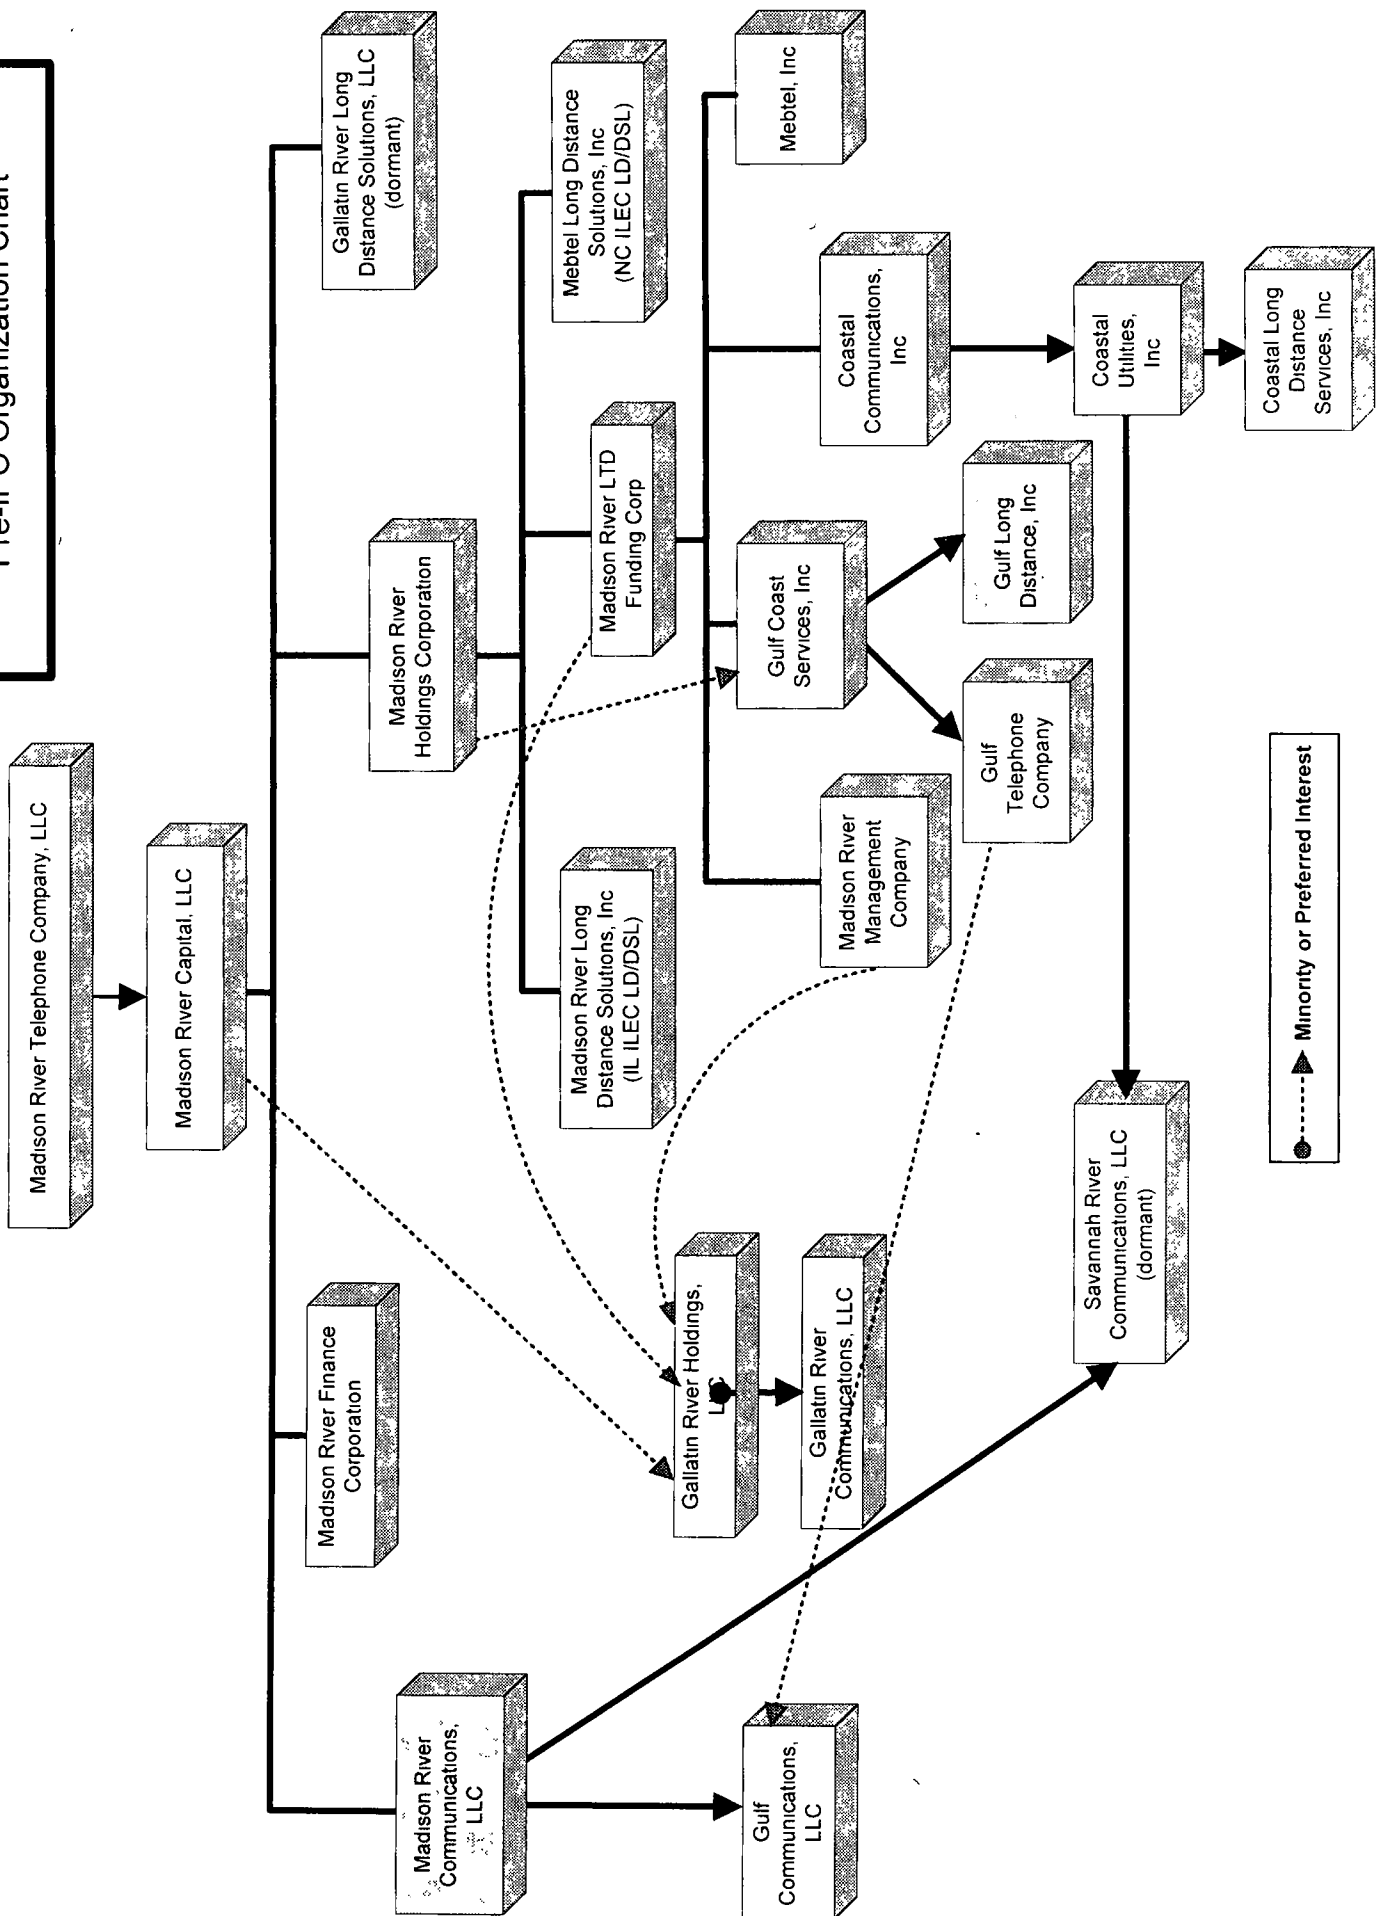 Pre-IPO Organization Chart
Madison River Telephone Company, LLC
Madison River Capital, LLC
Madison River Finance
Corporation
Gallatin River Long
Distance Solutions, LLC
(dormant)
Madison River
Holdings Corporation
Madison River
Communications,
LLC
Madison River Long
Distance Solutions, Inc
(IL ILEC LD/DSL)
Madison River LTD
Funding Corp
Mebtel Long Distance
Solutions, Inc
(NC ILEC LD/DSL)
Gallatin River Holdings,
LLC
Gulf
Communications,
LLC
Gallatin River
Communications, LLC
Madison River
Management
Company
Gulf Coast
Services, Inc
Coastal
Communications,
Inc
Mebtel, Inc
Gulf
Telephone
Company
Gulf Long
Distance, Inc
Savannah River
Communications, LLC
(dormant)
Coastal
Utilities,
Inc
Coastal Long
Distance
Services, Inc
Minority or Preferred Interest